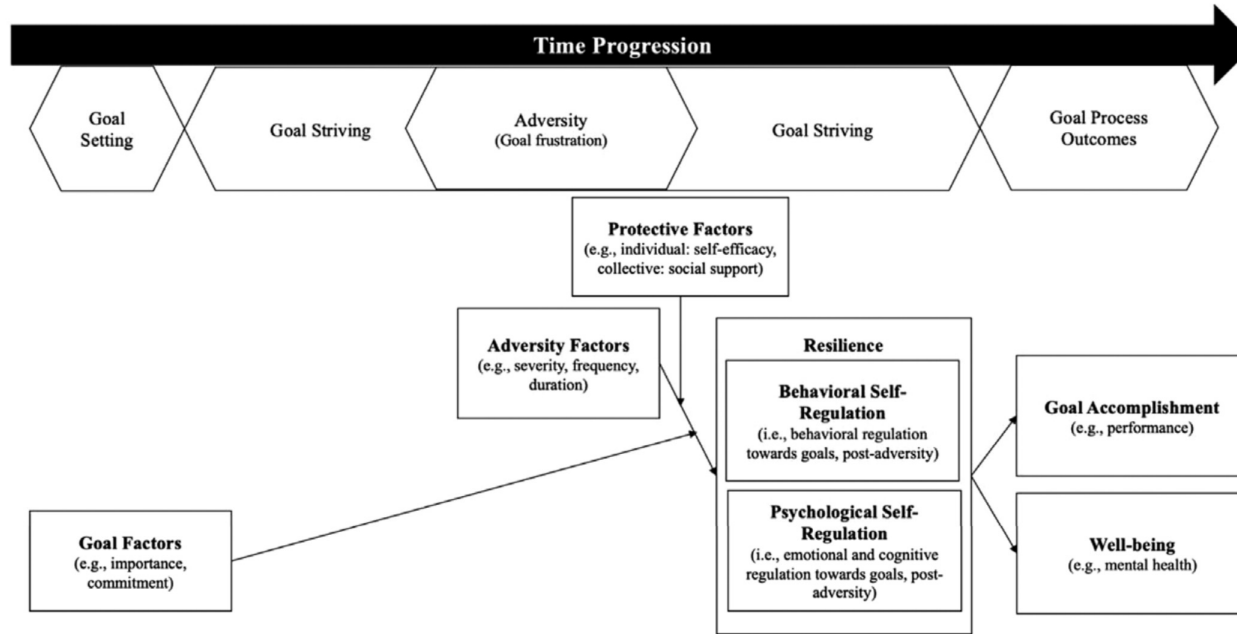 Time Progression
Goal
Setting
Goal Striving
Adversity
(Goal frustration)
Goal Striving
Goal Process
Outcomes
Protective Factors
(e.g., individual: self-efficacy,
collective: social support)
Adversity Factors
(e.g., severity, frequency,
duration)
Resilience
Behavioral Self-
Regulation
(i.e., behavioral regulation
towards goals, post-adversity)
Psychological Self-
Regulation
(i.e., emotional and cognitive
regulation towards goals, post-
adversity)
Goal Accomplishment
(e.g., performance)
Well-being
(e.g., mental health)
Goal Factors
(e.g., importance,
commitment)